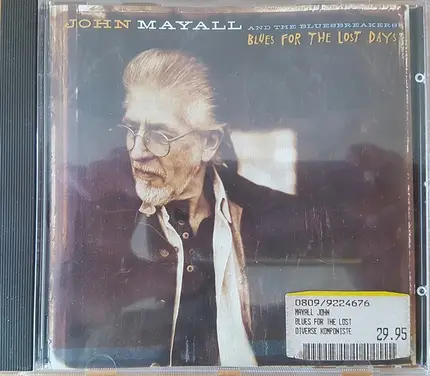 JOHN MAYALL AND THE BLUESBREAKERS
BLUES FOR THE LOST DAYS
0809/9224676
MAYALL JOHN
BLUES FOR THE LOST
DIVERSE KOMPONISTE
29.95